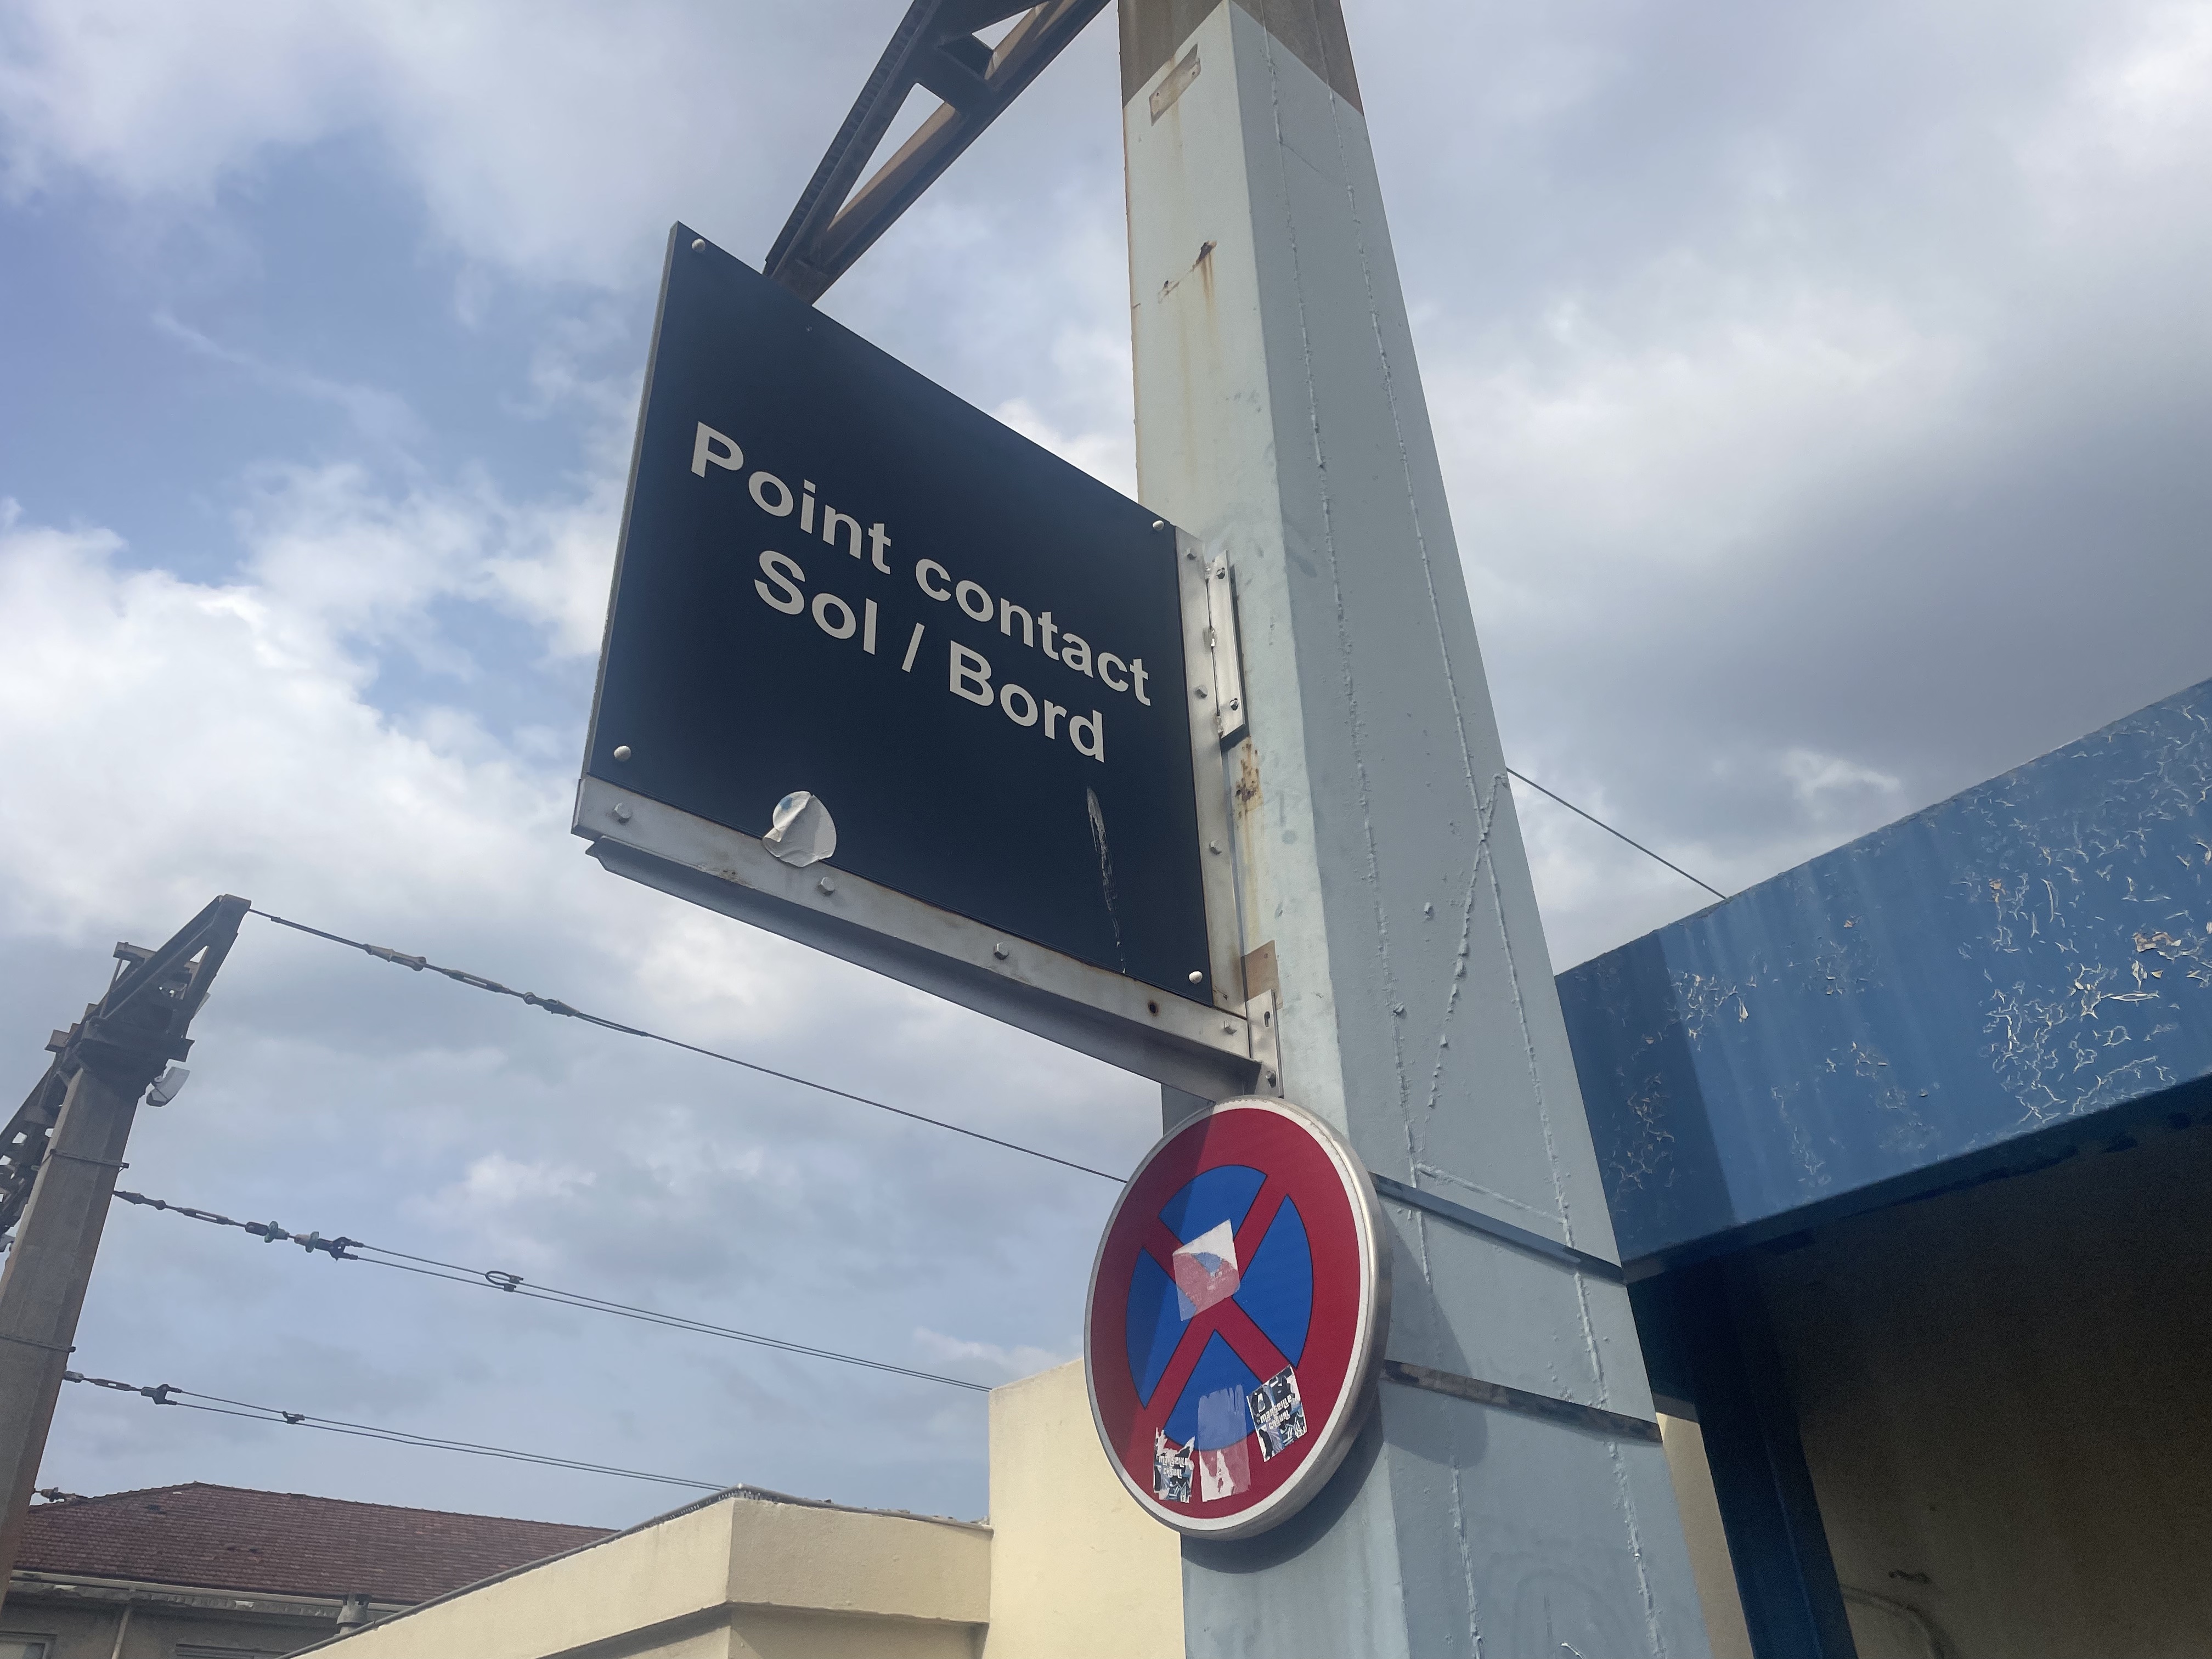 Point contact
Sol / Bord